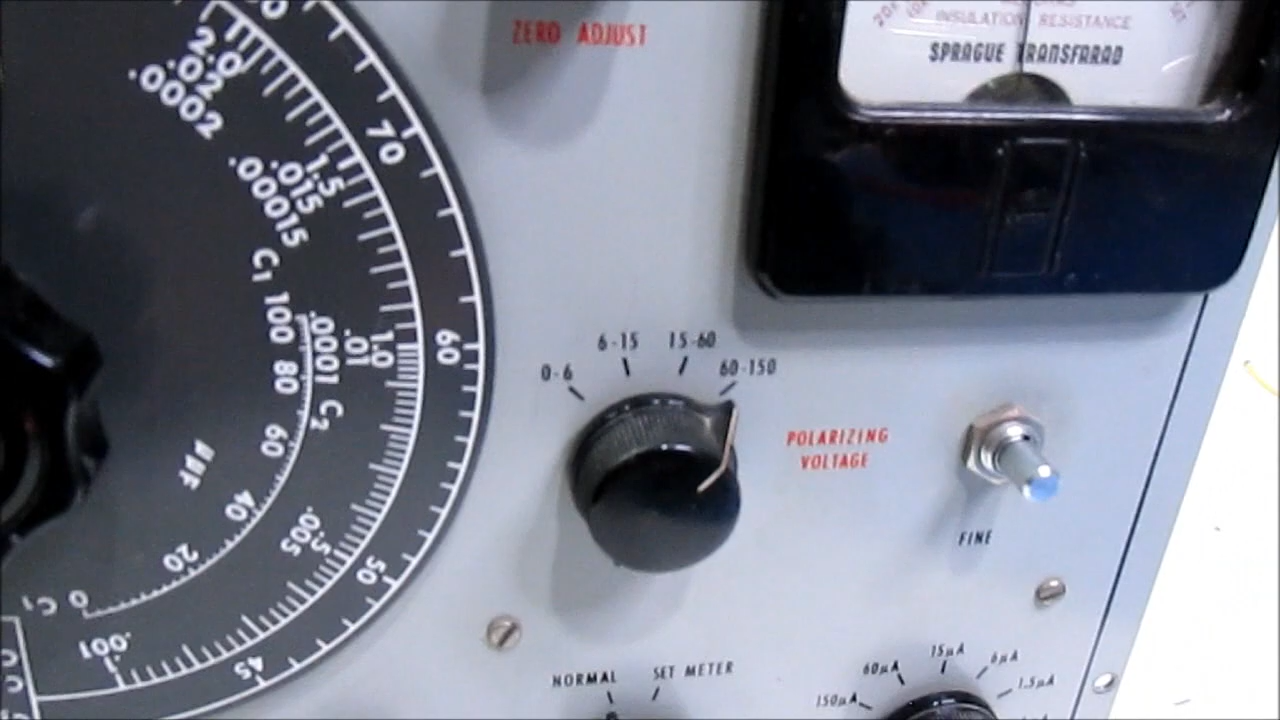 ZERO ADJUST
INSULATION RESISTANCE
SPRAGUE TRANSFARAD
2.0
.02
.0002
70
1.5
.015
.00015
C1 100 80 60 40 20 0 C1
1.0
.01
.0001 C2
60
0-6
6-15
15-60
60-150
POLARIZING
VOLTAGE
FINE
.5
.005
50
.1
.001
45
NORMAL
SET METER
150µA
60µA
15µA
6µA
1.5µA